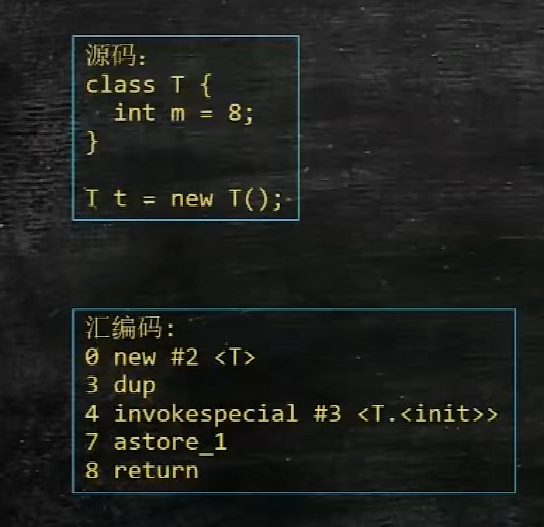 源码:
class T {
  int m = 8;
}
T t = new T();
汇编码:
0 new #2 <T>
3 dup
4 invokespecial #3 <T.<init>>
7 astore_1
8 return